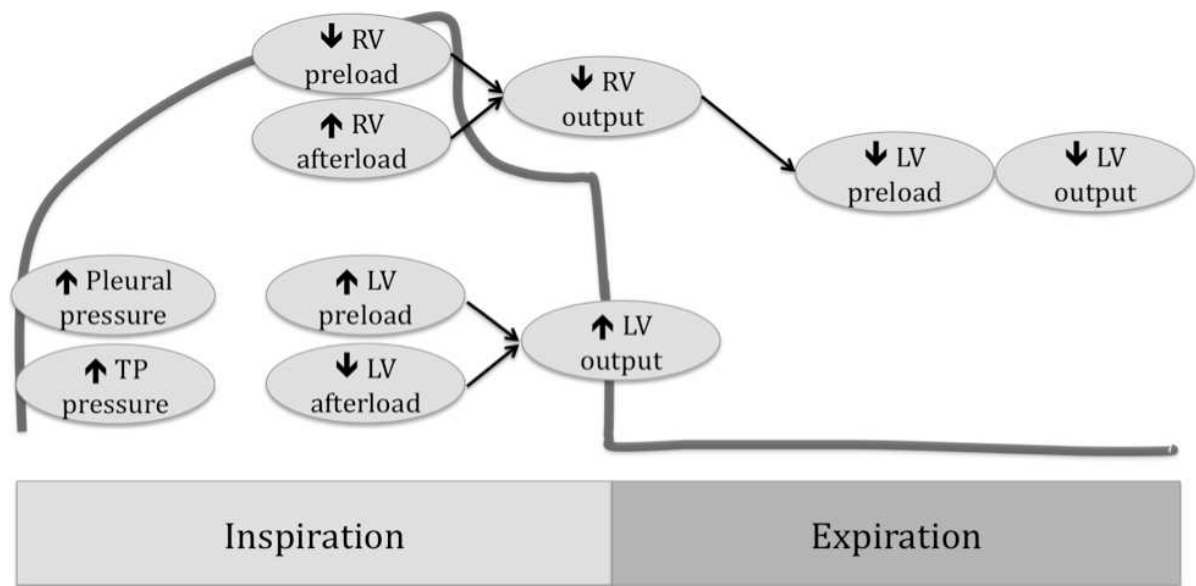 ↓ RV
preload
↑ RV
afterload
↓ RV
output
↓ LV
preload
↓ LV
output
↑ Pleural
pressure
↑ TP
pressure
↑ LV
preload
↓ LV
afterload
↑ LV
output
Inspiration
Expiration